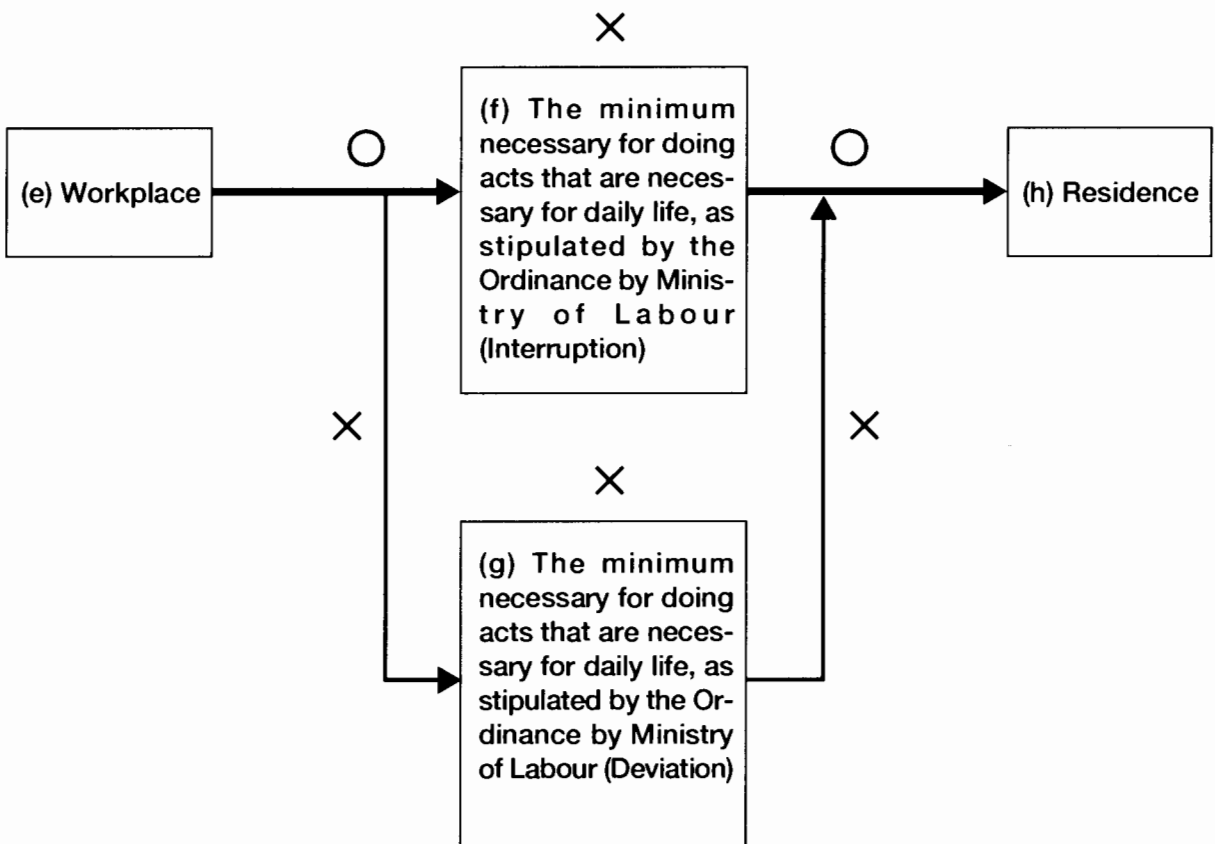 ×
(f) The minimum
necessary for doing
acts that are neces-
sary for daily life, as
stipulated by the
Ordinance by Minis-
try of Labour
(Interruption)
(e) Workplace
○
○
(h) Residence
×
×
×
(g) The minimum
necessary for doing
acts that are neces-
sary for daily life, as
stipulated by the Or-
dinance by Ministry
of Labour (Deviation)